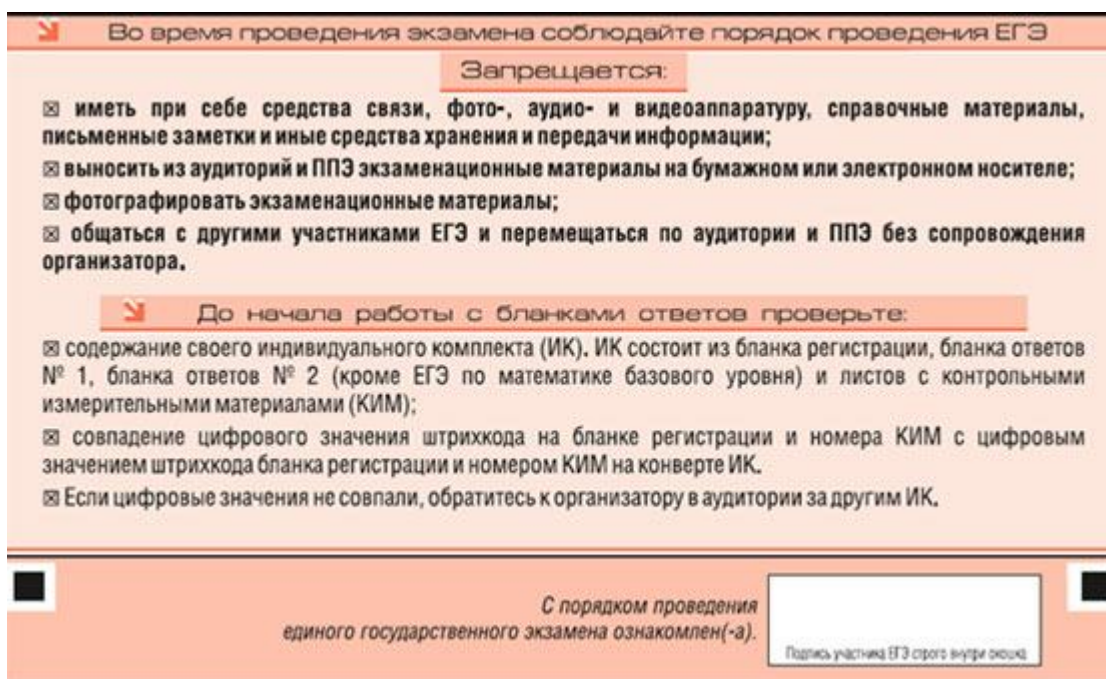 Во время проведения экзамена соблюдайте порядок проведения ЕГЭ
Запрещается:
☒ иметь при себе средства связи, фото-, аудио- и видеоаппаратуру, справочные материалы,
письменные заметки и иные средства хранения и передачи информации;
☒ выносить из аудиторий и ППЭ экзаменационные материалы на бумажном или электронном носителе;
☒ фотографировать экзаменационные материалы;
☒ общаться с другими участниками ЕГЭ и перемещаться по аудитории и ППЭ без сопровождения
организатора.
До начала работы с бланками ответов проверьте:
☒ содержание своего индивидуального комплекта (ИК). ИК состоит из бланка регистрации, бланка ответов
№ 1, бланка ответов № 2 (кроме ЕГЭ по математике базового уровня) и листов с контрольными
измерительными материалами (КИМ);
☒ совпадение цифрового значения штрихкода на бланке регистрации и номера КИМ с цифровым
значением штрихкода бланка регистрации и номером КИМ на конверте ИК.
☒ Если цифровые значения не совпали, обратитесь к организатору в аудитории за другим ИК.
С порядком проведения
единого государственного экзамена ознакомлен(-а).
Подпись участника ЕГЭ строго внутри окошка